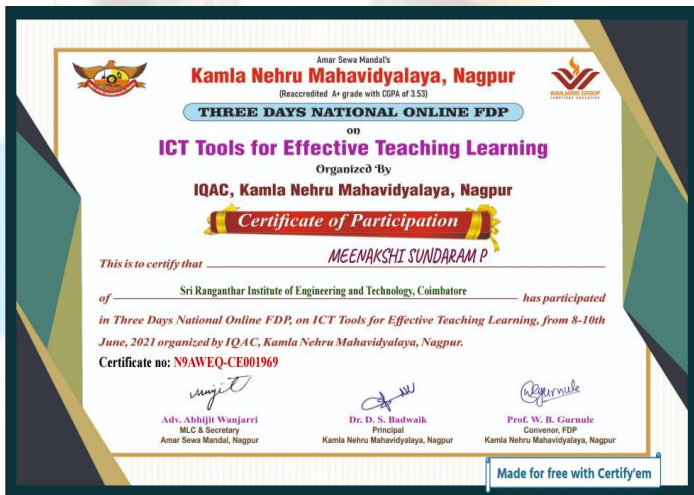 Amar Sewa Mandal's
Kamla Nehru Mahavidyalaya, Nagpur
(Reaccredited A+ grade with CGPA of 3.53)
WANJARRI GROUP
THREE DAYS NATIONAL ONLINE FDP
on
ICT Tools for Effective Teaching Learning
Organized By
IQAC, Kamla Nehru Mahavidyalaya, Nagpur
Certificate of Participation
This is to certify that MEENAKSHI SUNDARAM P
of Sri Ranganthar Institute of Engineering and Technology, Coimbatore has participated
in Three Days National Online FDP, on ICT Tools for Effective Teaching Learning, from 8-10th
June, 2021 organized by IQAC, Kamla Nehru Mahavidyalaya, Nagpur.
Certificate no: N9AWEQ-CE001969
Adv. Abhijit Wanjarri
MLC & Secretary
Amar Sewa Mandal, Nagpur
Dr. D. S. Badwaik
Principal
Kamla Nehru Mahavidyalaya, Nagpur
Prof. W. B. Gurnule
Convenor, FDP
Kamla Nehru Mahavidyalaya, Nagpur
Made for free with Certify'em